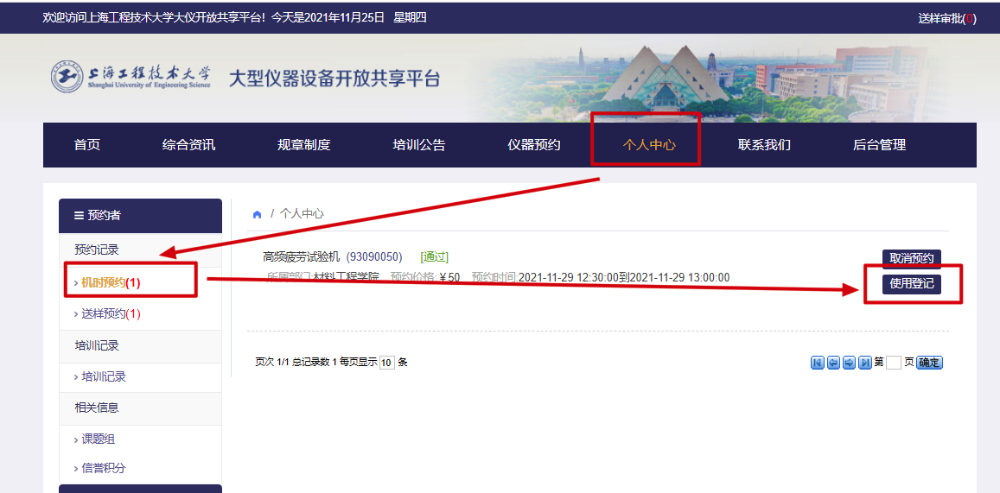 欢迎访问上海工程技术大学大仪开放共享平台！今天是2021年11月25日 星期四
送样审批(0)
上海工程技术大学
Shanghai University of Engineering Science
大型仪器设备开放共享平台
首页 综合资讯 规章制度 培训公告 仪器预约 个人中心 联系我们 后台管理
预约者
预约记录
› 机时预约(1)
› 送样预约(1)
培训记录
› 培训记录
相关信息
› 课题组
› 信誉积分
/ 个人中心
高频疲劳试验机 (93090050) [通过]
取消预约
所属部门:材料工程学院 预约价格:￥50 预约时间:2021-11-29 12:30:00到2021-11-29 13:00:00
使用登记
页次 1/1 总记录数 1 每页显示 10 条
第 页 确定